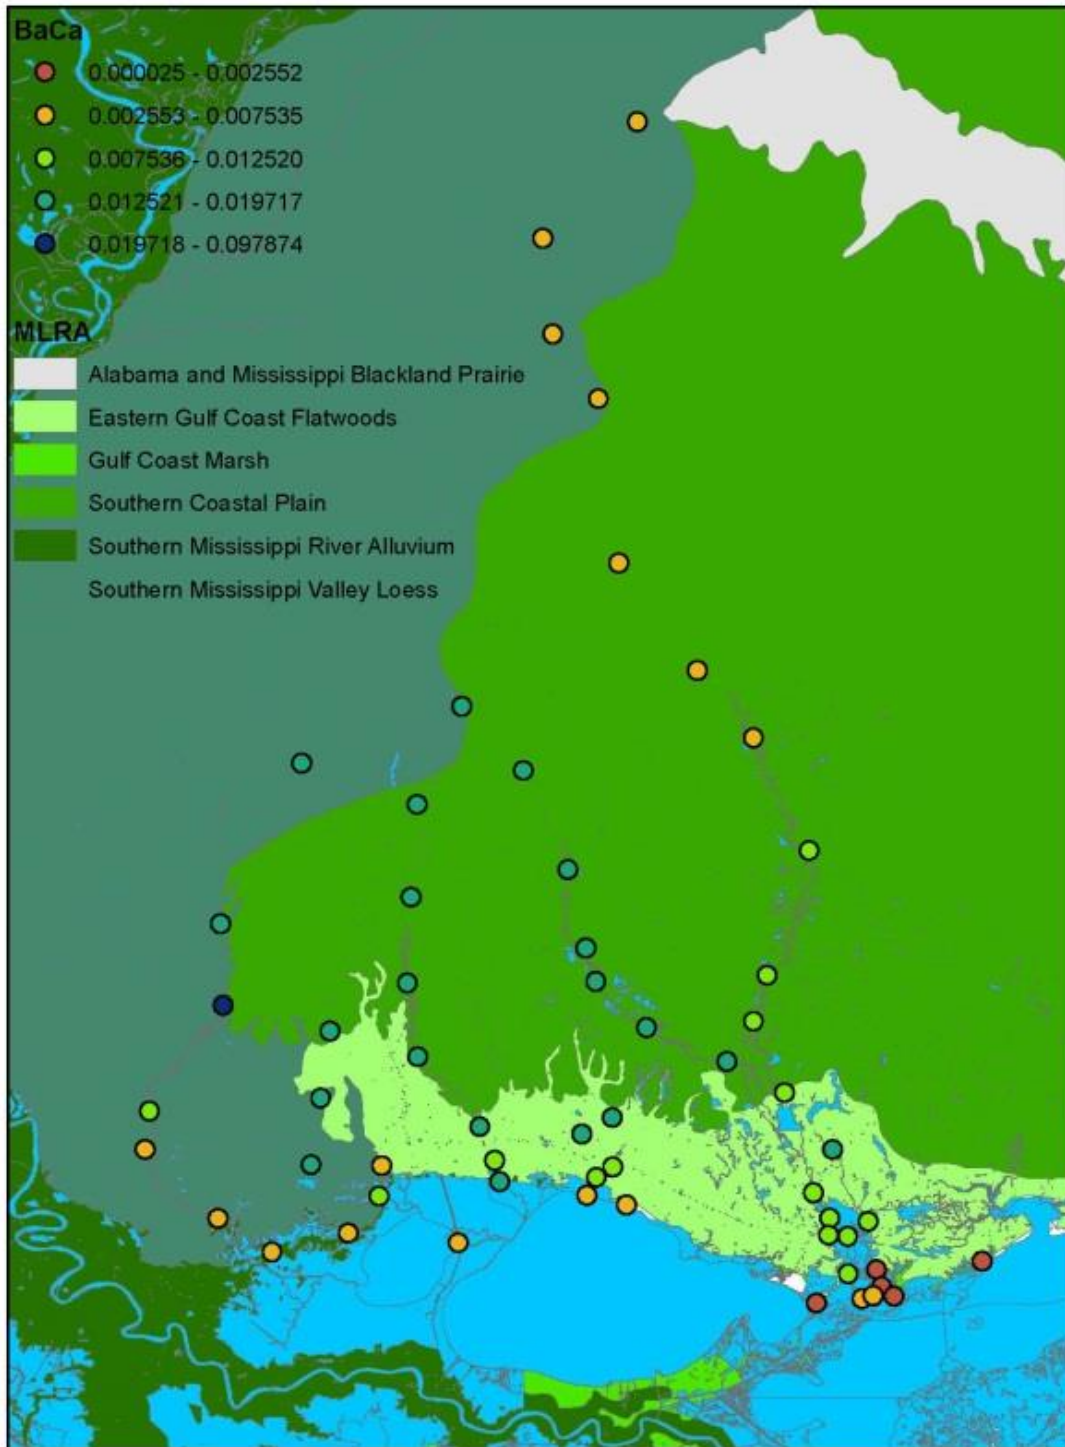 BaCa
0.000025 - 0.002552
0.002553 - 0.007535
0.007536 - 0.012520
0.012521 - 0.019717
0.019718 - 0.097874
MLRA
Alabama and Mississippi Blackland Prairie
Eastern Gulf Coast Flatwoods
Gulf Coast Marsh
Southern Coastal Plain
Southern Mississippi River Alluvium
Southern Mississippi Valley Loess